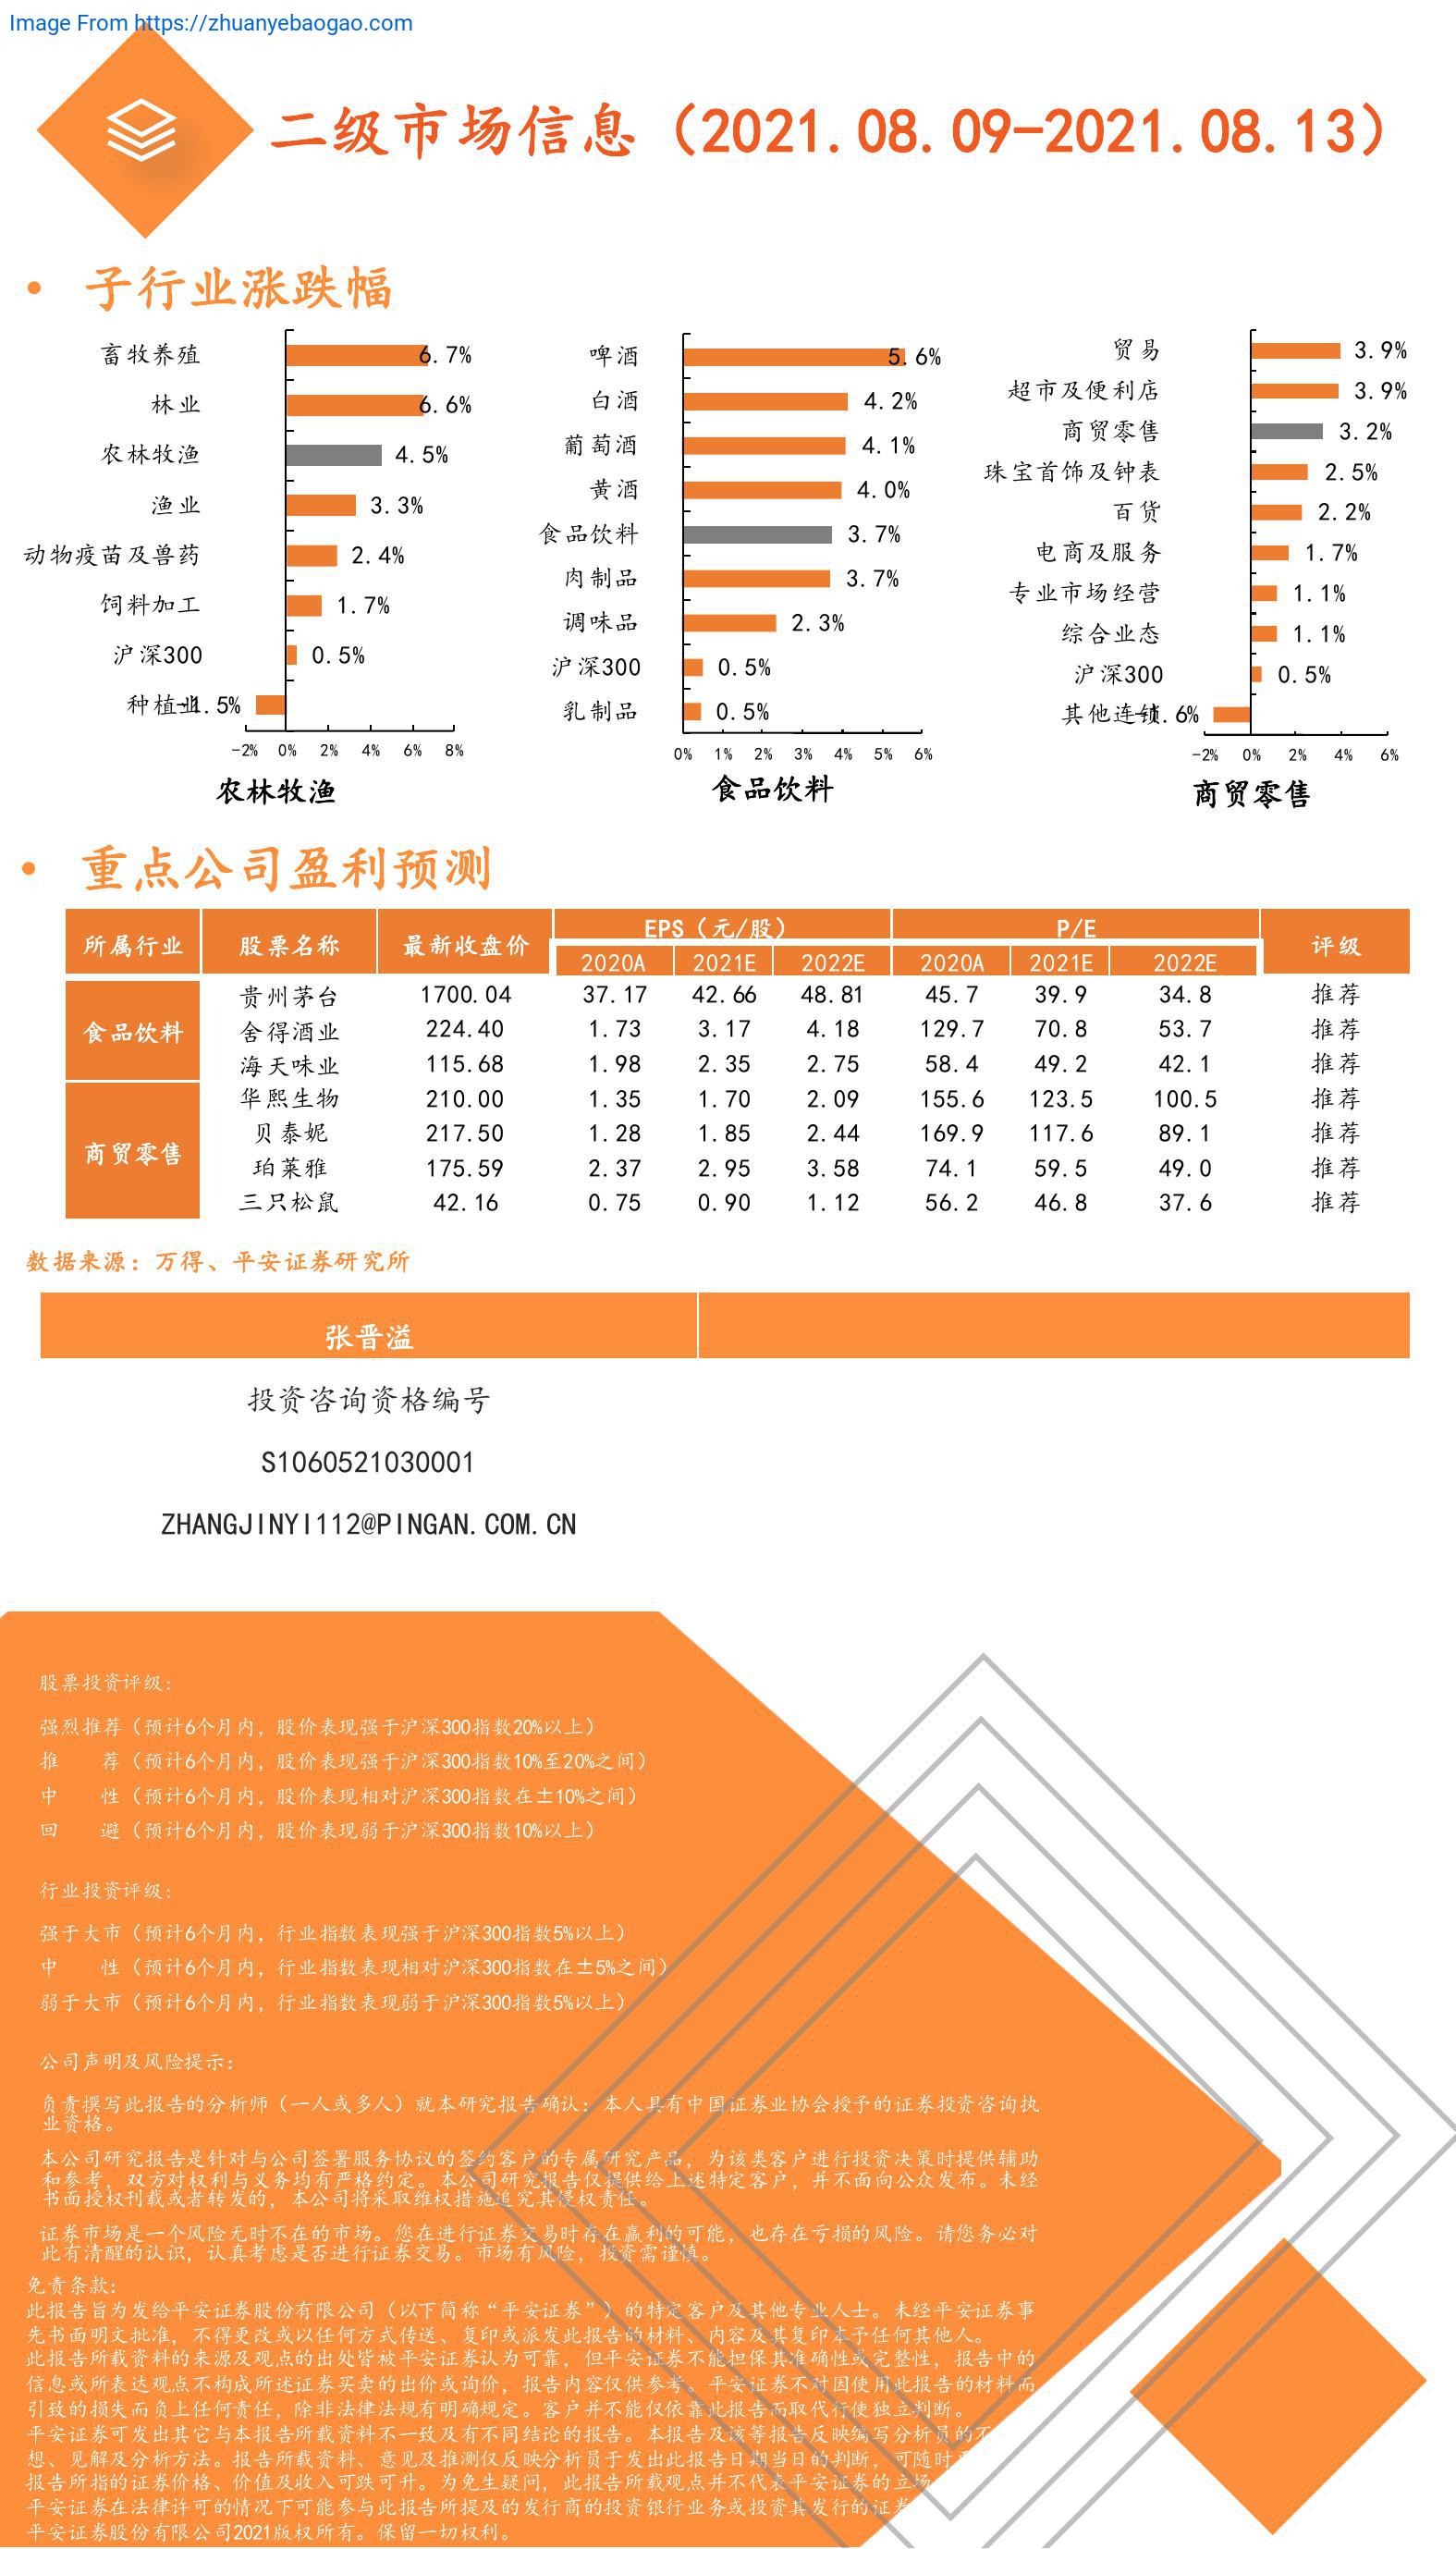 Image From https://zhuanyebaogao.com
二级市场信息（2021.08.09-2021.08.13）
• 子行业涨跌幅
畜牧养殖 6.7%
林业 6.6%
农林牧渔 4.5%
渔业 3.3%
动物疫苗及兽药 2.4%
饲料加工 1.7%
沪深300 0.5%
种植业 -1.5%
-2% 0% 2% 4% 6% 8%
农林牧渔
啤酒 5.6%
白酒 4.2%
葡萄酒 4.1%
黄酒 4.0%
食品饮料 3.7%
肉制品 3.7%
调味品 2.3%
沪深300 0.5%
乳制品 0.5%
0% 1% 2% 3% 4% 5% 6%
食品饮料
贸易 3.9%
超市及便利店 3.9%
商贸零售 3.2%
珠宝首饰及钟表 2.5%
百货 2.2%
电商及服务 1.7%
专业市场经营 1.1%
综合业态 1.1%
沪深300 0.5%
其他连锁 -1.6%
-2% 0% 2% 4% 6%
商贸零售
• 重点公司盈利预测
所属行业 股票名称 最新收盘价 EPS（元/股） P/E 评级
2020A 2021E 2022E 2020A 2021E 2022E
食品饮料
贵州茅台 1700.04 37.17 42.66 48.81 45.7 39.9 34.8 推荐
舍得酒业 224.40 1.73 3.17 4.18 129.7 70.8 53.7 推荐
海天味业 115.68 1.98 2.35 2.75 58.4 49.2 42.1 推荐
商贸零售
华熙生物 210.00 1.35 1.70 2.09 155.6 123.5 100.5 推荐
贝泰妮 217.50 1.28 1.85 2.44 169.9 117.6 89.1 推荐
珀莱雅 175.59 2.37 2.95 3.58 74.1 59.5 49.0 推荐
三只松鼠 42.16 0.75 0.90 1.12 56.2 46.8 37.6 推荐
数据来源：万得、平安证券研究所
张晋溢
投资咨询资格编号
S1060521030001
ZHANGJINYI112@PINGAN.COM.CN
股票投资评级：
强烈推荐（预计6个月内，股价表现强于沪深300指数20%以上）
推 荐（预计6个月内，股价表现强于沪深300指数10%至20%之间）
中 性（预计6个月内，股价表现相对沪深300指数在±10%之间）
回 避（预计6个月内，股价表现弱于沪深300指数10%以上）
行业投资评级：
强于大市（预计6个月内，行业指数表现强于沪深300指数5%以上）
中 性（预计6个月内，行业指数表现相对沪深300指数在±5%之间）
弱于大市（预计6个月内，行业指数表现弱于沪深300指数5%以上）
公司声明及风险提示：
负责撰写此报告的分析师（一人或多人）就本研究报告确认：本人具有中国证券业协会授予的证券投资咨询执
业资格。
本公司研究报告是针对与公司签署服务协议的签约客户的专属研究产品，为该类客户进行投资决策时提供辅助
和参考，双方对权利与义务均有严格约定。本公司研究报告仅提供给上述特定客户，并不面向公众发布。未经
书面授权刊载或者转发的，本公司将采取维权措施追究其侵权责任。
证券市场是一个风险无时不在的市场。您在进行证券交易时存在赢利的可能，也存在亏损的风险。请您务必对
此有清醒的认识，认真考虑是否进行证券交易。市场有风险，投资需谨慎。
免责条款：
此报告旨为发给平安证券股份有限公司（以下简称“平安证券”）的特定客户及其他专业人士。未经平安证券事
先书面明文批准，不得更改或以任何方式传送、复印或派发此报告的材料、内容及其复印本予任何其他人。
此报告所载资料的来源及观点的出处皆被平安证券认为可靠，但平安证券不能担保其准确性或完整性，报告中的
信息或所表达观点不构成所述证券买卖的出价或询价，报告内容仅供参考。平安证券不对因使用此报告的材料而
引致的损失而负上任何责任，除非法律法规有明确规定。客户并不能仅依靠此报告而取代行使独立判断。
平安证券可发出其它与本报告所载资料不一致及有不同结论的报告。本报告及该等报告反映编写分析员的不
想、见解及分析方法。报告所载资料、意见及推测仅反映分析员于发出此报告日期当日的判断，可随时
报告所指的证券价格、价值及收入可跌可升。为免生疑问，此报告所载观点并不代表平安证券的立场
平安证券在法律许可的情况下可能参与此报告所提及的发行商的投资银行业务或投资其发行的证券
平安证券股份有限公司2021版权所有。保留一切权利。